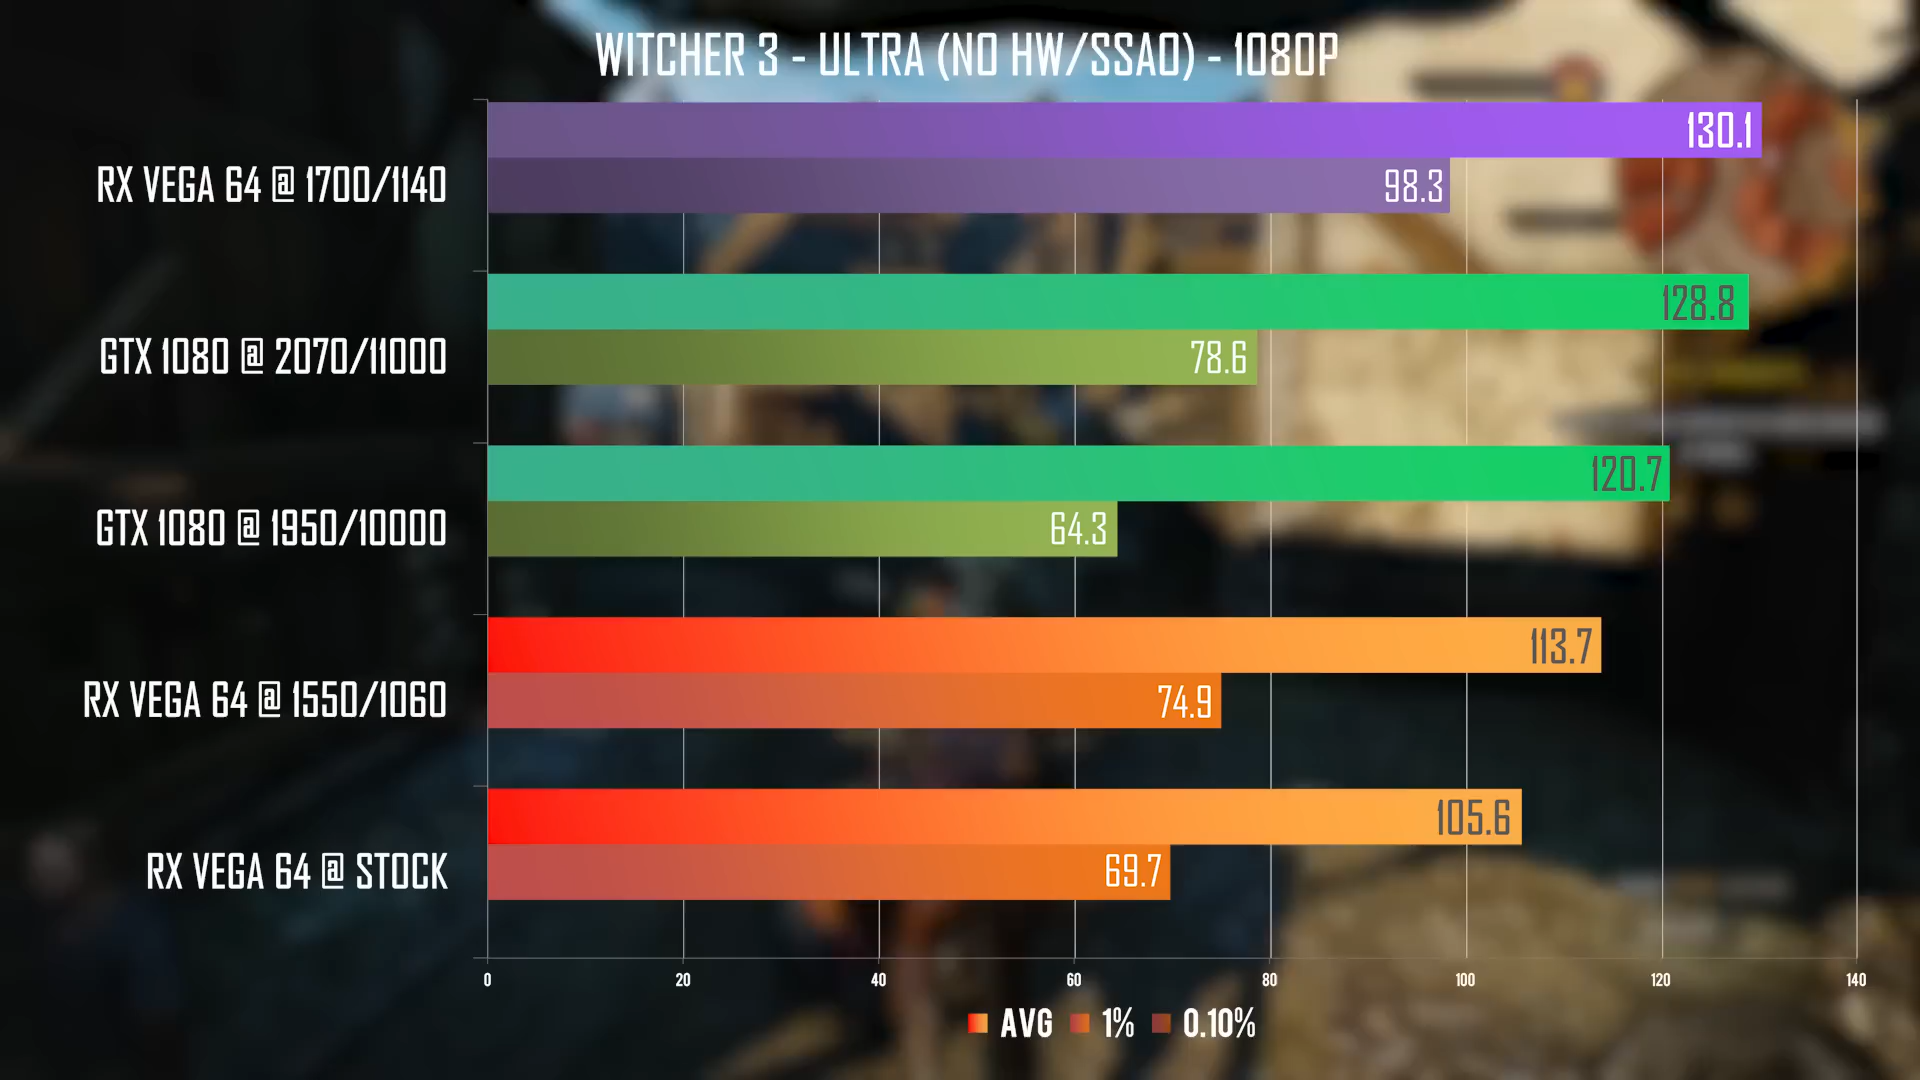 WITCHER 3 - ULTRA (NO HW/SSAO) - 1080P
RX VEGA 64 @ 1700/1140
130.1
98.3
GTX 1080 @ 2070/11000
128.8
78.6
GTX 1080 @ 1950/10000
120.7
64.3
RX VEGA 64 @ 1550/1060
113.7
74.9
RX VEGA 64 @ STOCK
105.6
69.7
0 20 40 60 80 100 120 140
AVG 1% 0.10%